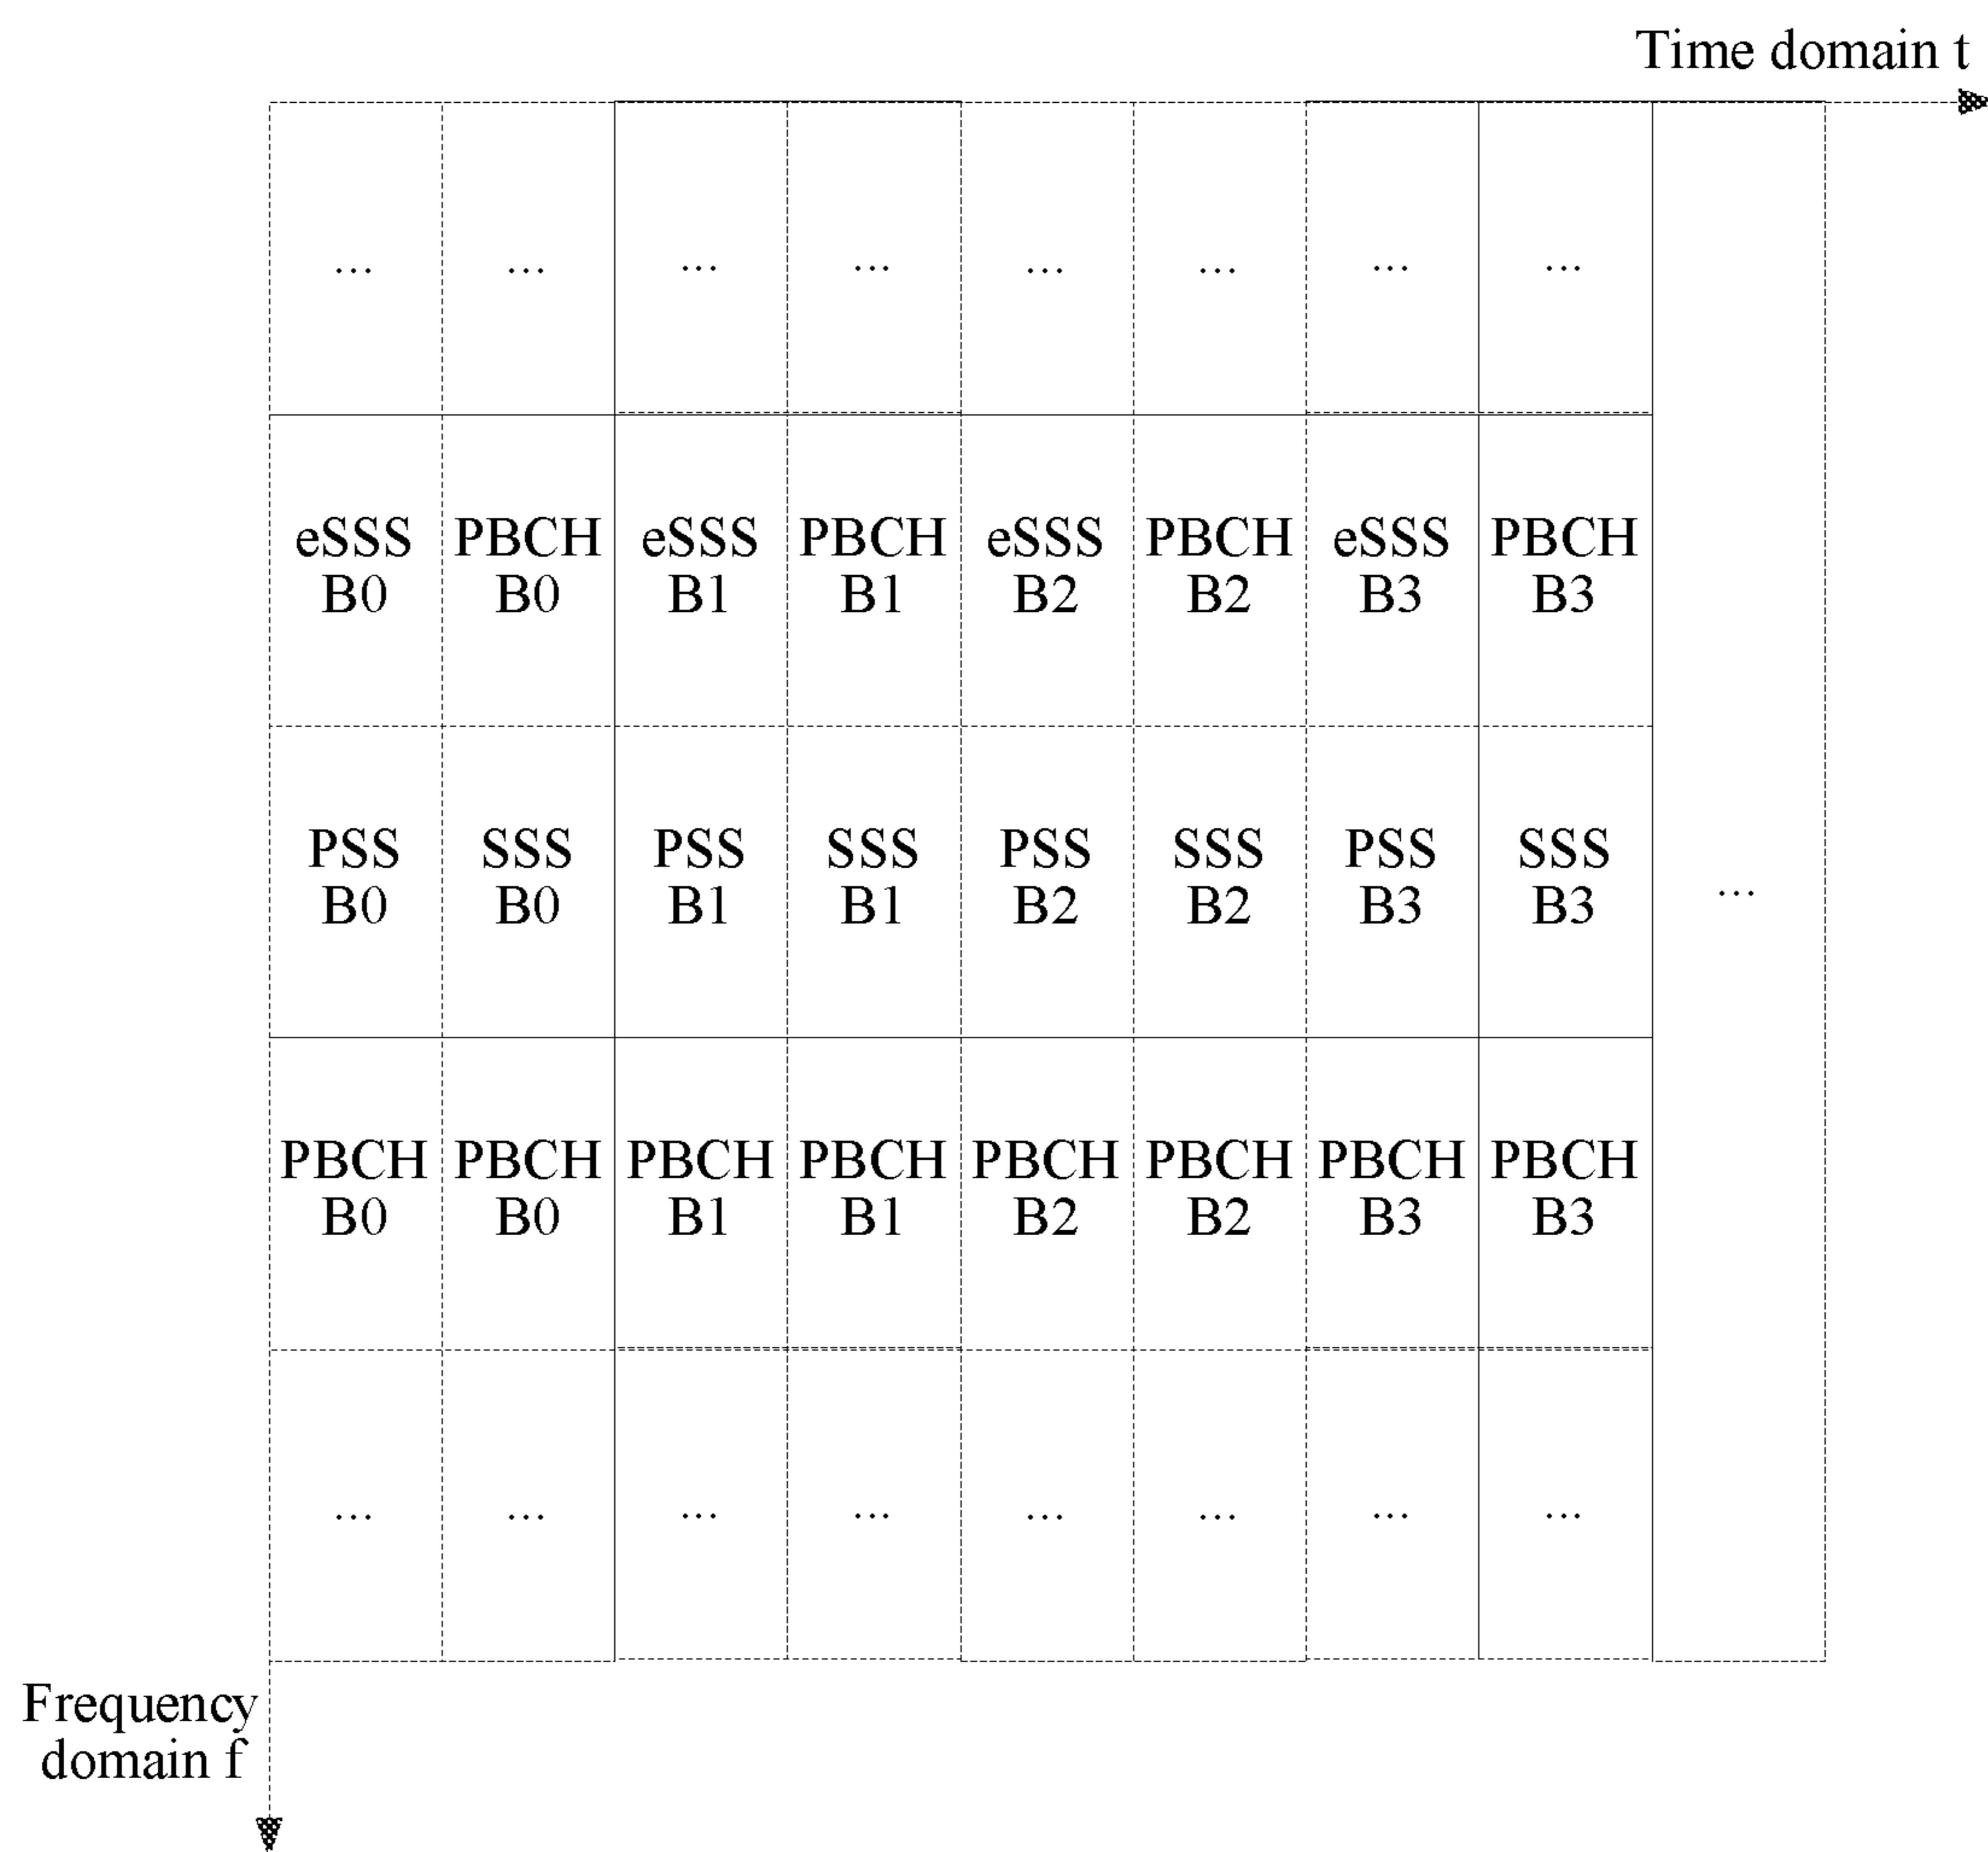 Time domain t
... ... ... ... ... ... ... ...
eSSS PBCH eSSS PBCH eSSS PBCH eSSS PBCH
B0 B0 B1 B1 B2 B2 B3 B3
PSS SSS PSS SSS PSS SSS PSS SSS
B0 B0 B1 B1 B2 B2 B3 B3 ...
PBCH PBCH PBCH PBCH PBCH PBCH PBCH PBCH
B0 B0 B1 B1 B2 B2 B3 B3
... ... ... ... ... ... ... ...
Frequency
domain f